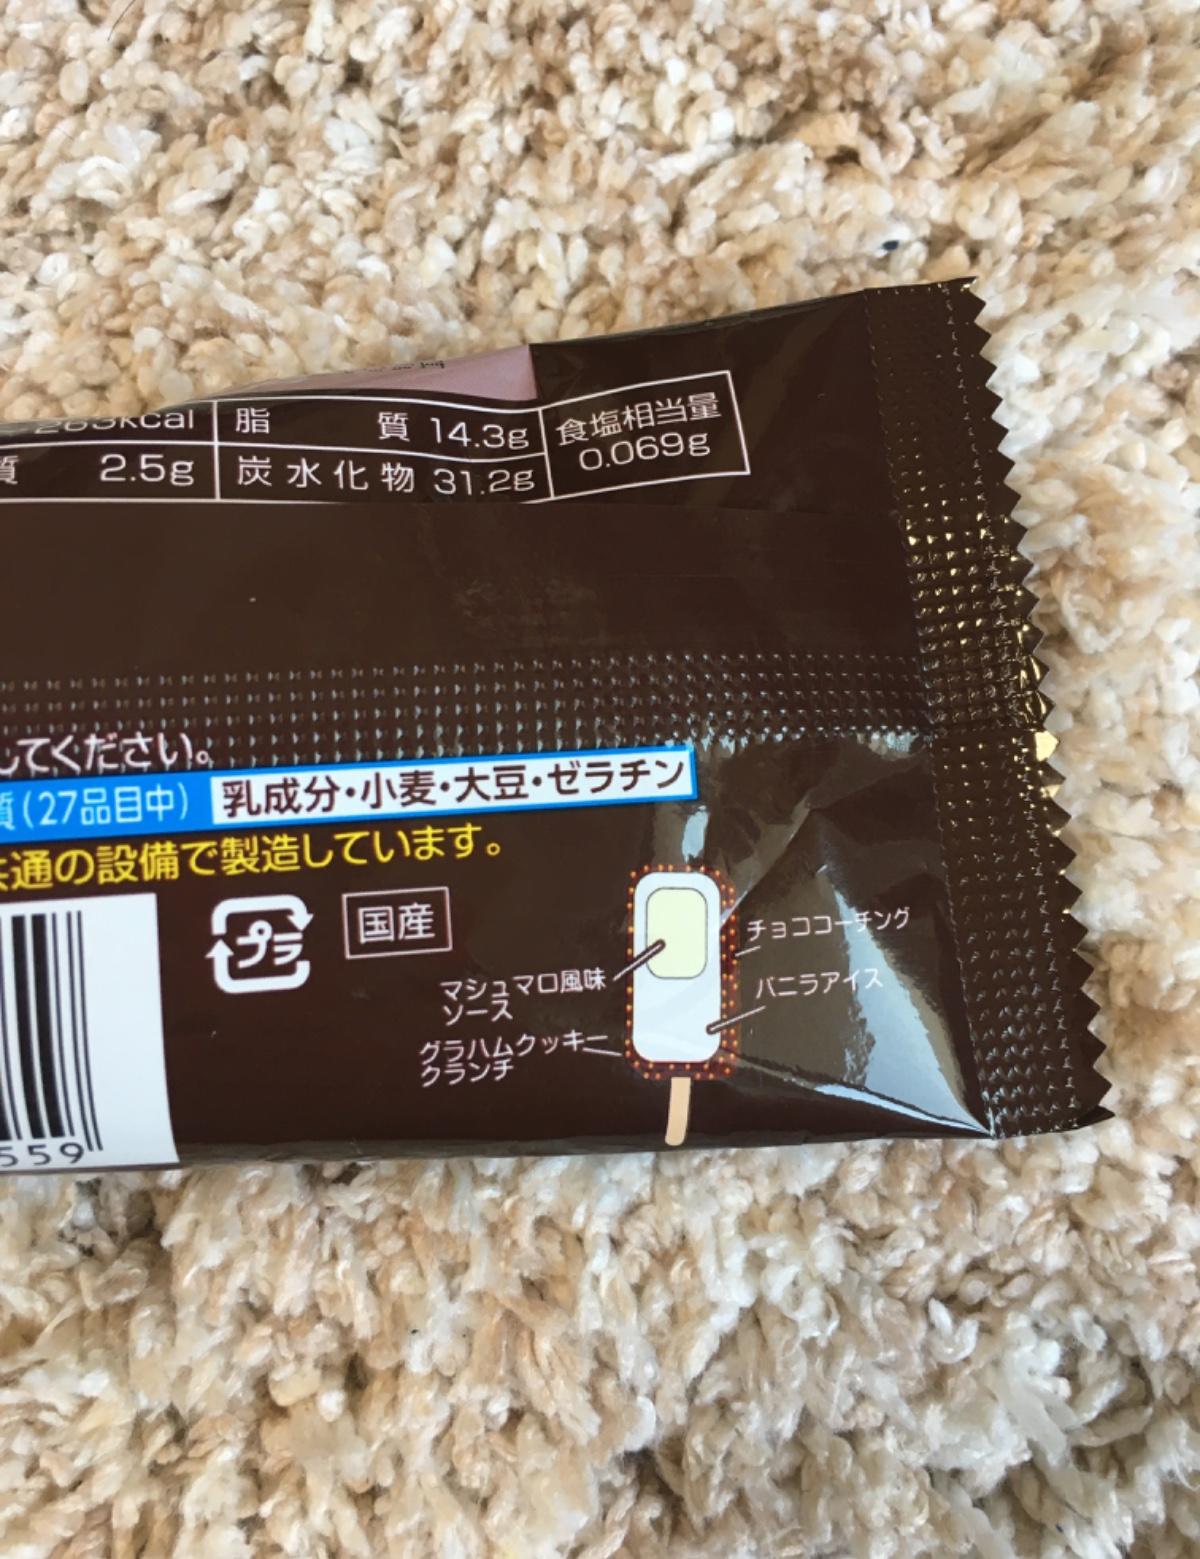 脂 質 14.3g
食塩相当量
0.069g
質 2.5g
炭水化物 31.2g
してください。
質(27品目中) 乳成分・小麦・大豆・ゼラチン
共通の設備で製造しています。
プラ
国産
チョココーチング
マシュマロ風味
ソース
バニラアイス
グラハムクッキー
クランチ
559